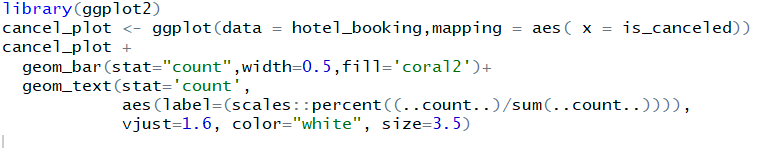 library(ggplot2)
cancel_plot <- ggplot(data = hotel_booking,mapping = aes( x = is_canceled))
cancel_plot +
  geom_bar(stat="count",width=0.5,fill='coral2')+
  geom_text(stat='count',
            aes(label=(scales::percent((..count..)/sum(..count..)))),
            vjust=1.6, color="white", size=3.5)